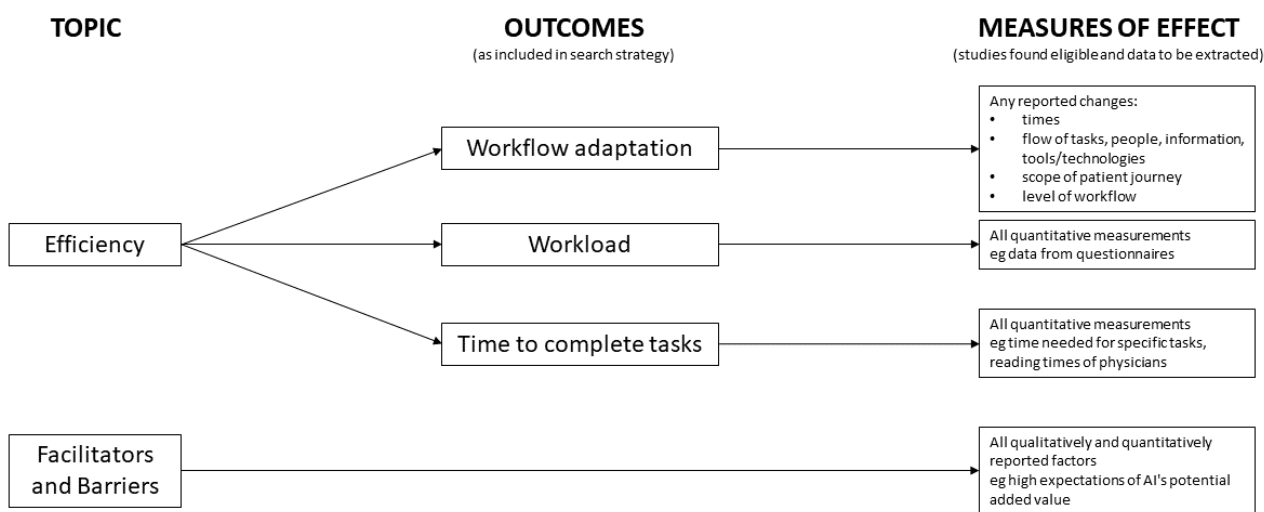 TOPIC
OUTCOMES
(as included in search strategy)
MEASURES OF EFFECT
(studies found eligible and data to be extracted)
Efficiency
Workflow adaptation
Any reported changes:
• times
• flow of tasks, people, information,
tools/technologies
• scope of patient journey
• level of workflow
Workload
All quantitative measurements
eg data from questionnaires
Time to complete tasks
All quantitative measurements
eg time needed for specific tasks,
reading times of physicians
Facilitators
and Barriers
All qualitatively and quantitatively
reported factors
eg high expectations of AI's potential
added value